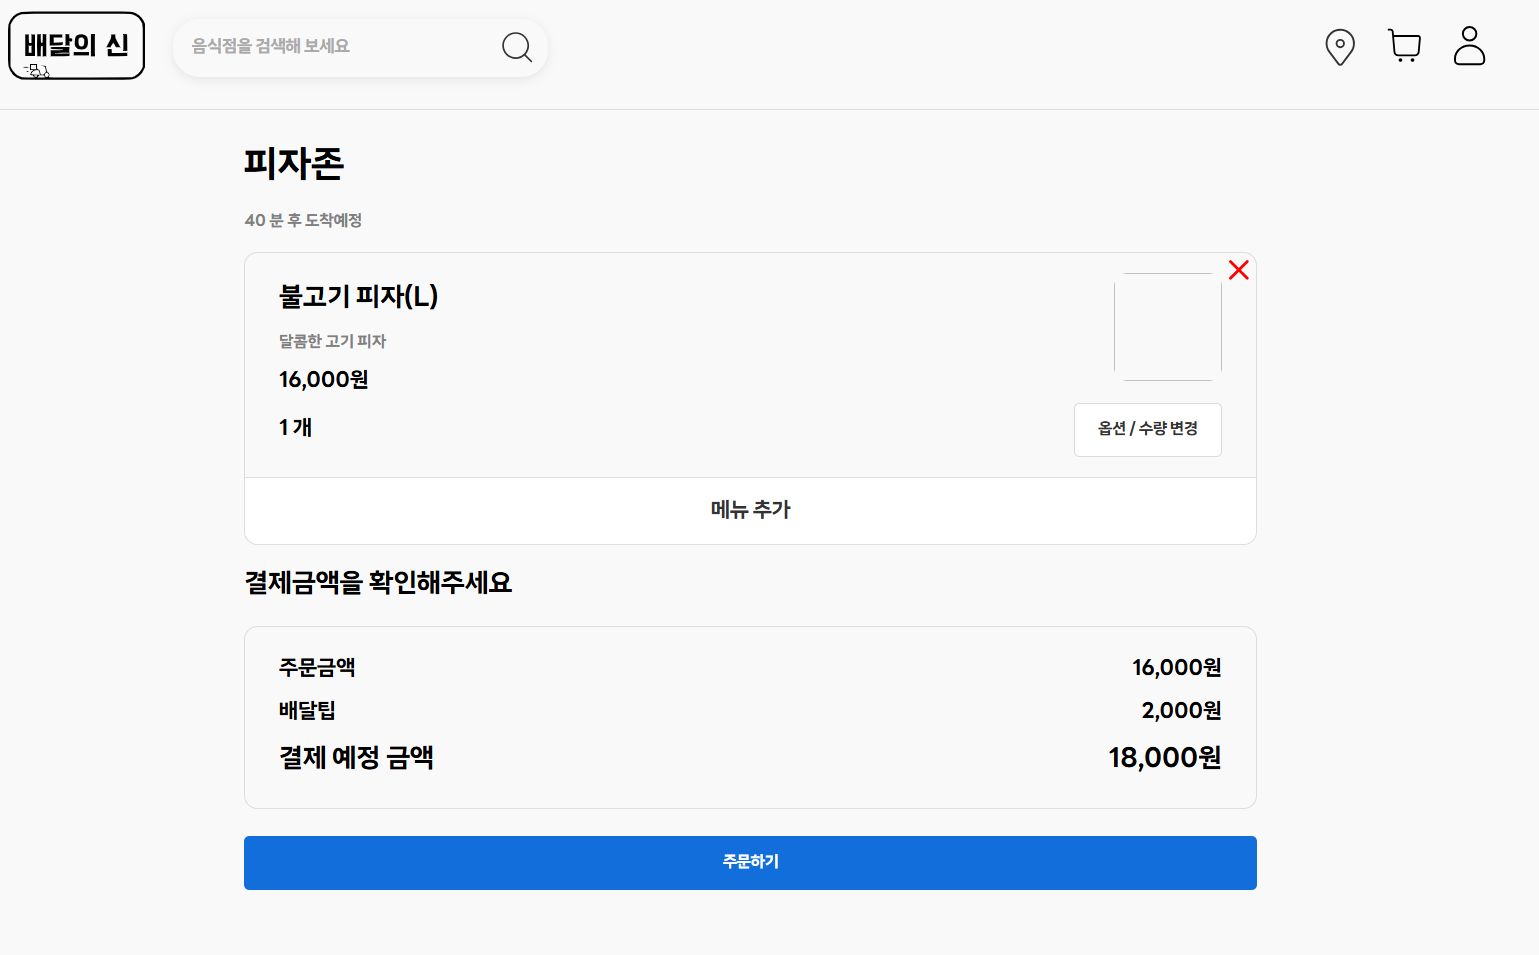 배달의 신
음식점을 검색해 보세요
피자존
40 분 후 도착예정
불고기 피자(L)
달콤한 고기 피자
16,000원
1 개
옵션 / 수량 변경
메뉴 추가
결제금액을 확인해주세요
주문금액 16,000원
배달팁 2,000원
결제 예정 금액 18,000원
주문하기